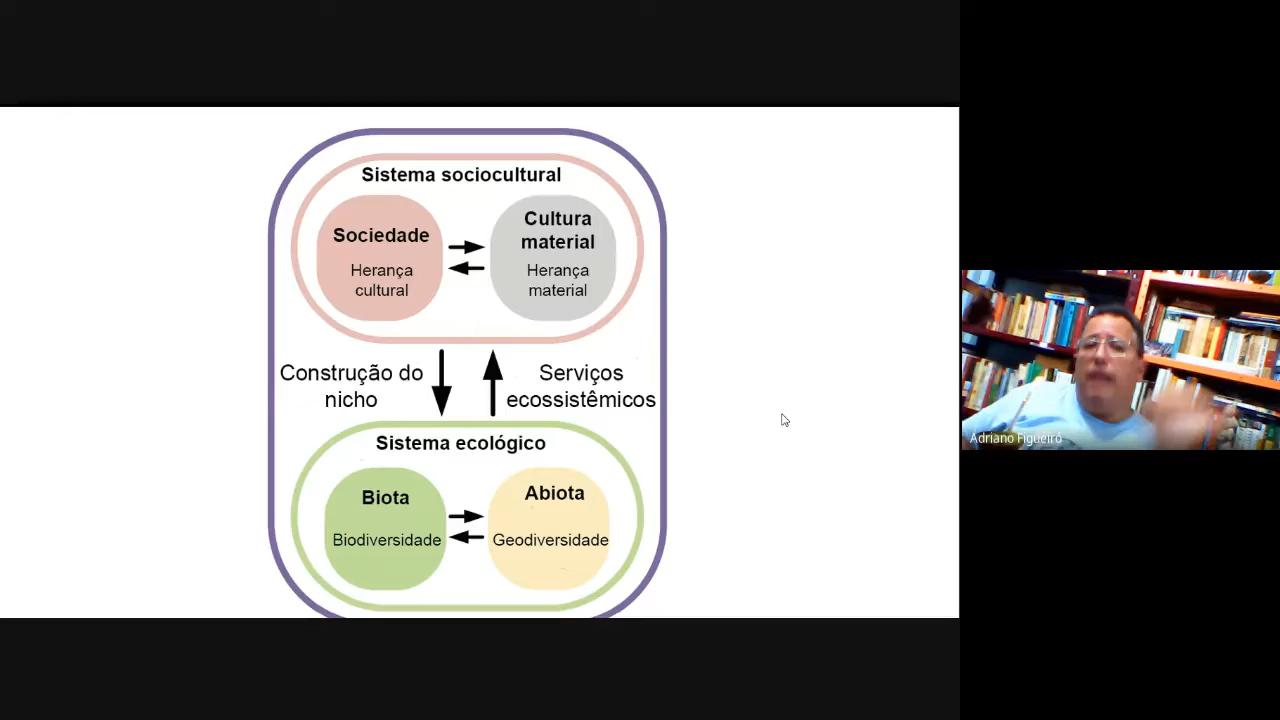 Sistema sociocultural
Sociedade
Herança
cultural
Cultura
material
Herança
material
Construção do
nicho
Serviços
ecossistêmicos
Sistema ecológico
Biota
Biodiversidade
Abiota
Geodiversidade
Adriano Figueiró